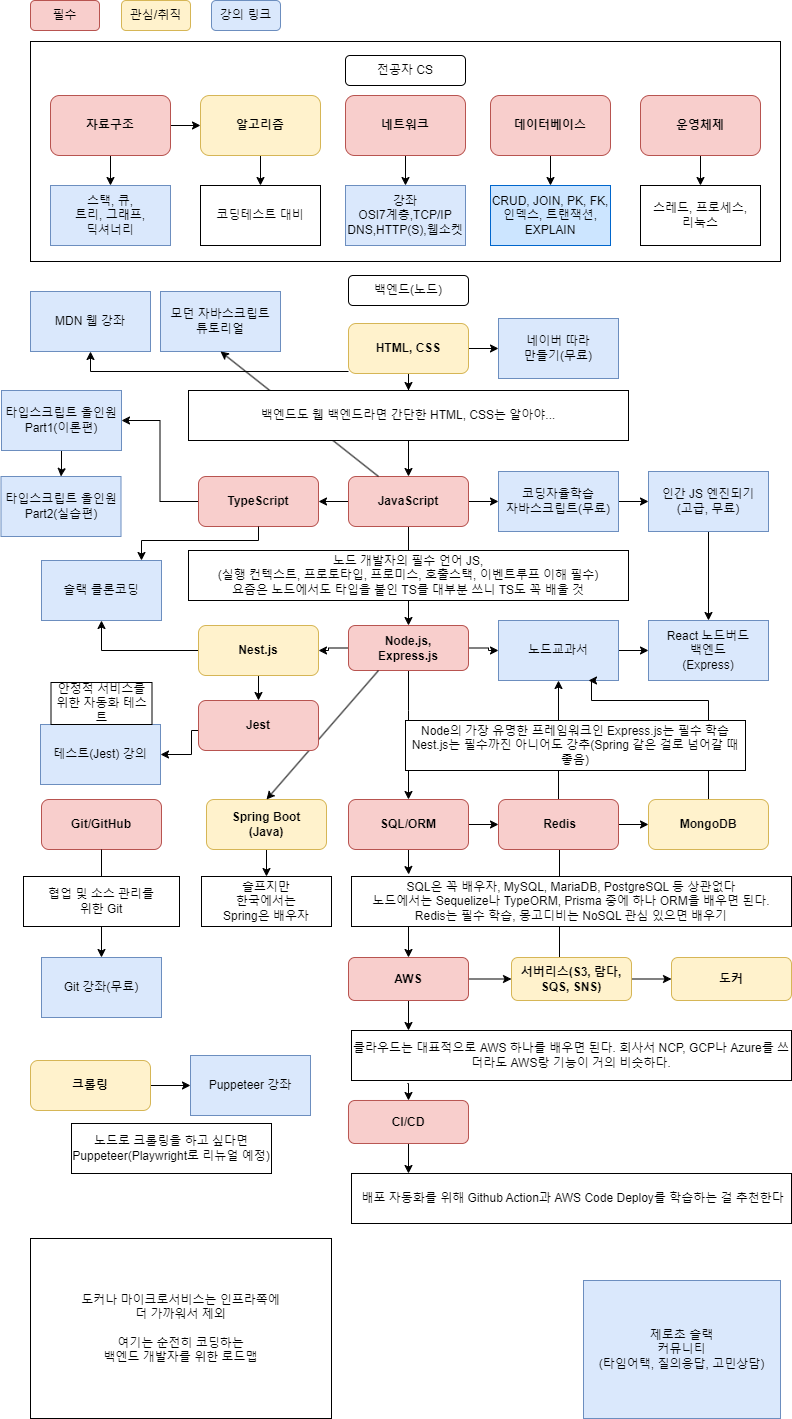 필수
관심/취직
강의 링크
전공자 CS
자료구조
알고리즘
네트워크
데이터베이스
운영체제
스택, 큐,
트리, 그래프,
딕셔너리
코딩테스트 대비
강좌
OSI7계층,TCP/IP
DNS,HTTP(S),웹소켓
CRUD, JOIN, PK, FK,
인덱스, 트랜잭션,
EXPLAIN
스레드, 프로세스,
리눅스
백엔드(노드)
MDN 웹 강좌
모던 자바스크립트
튜토리얼
HTML, CSS
네이버 따라
만들기(무료)
백엔드도 웹 백엔드라면 간단한 HTML, CSS는 알아야...
타입스크립트 올인원
Part1(이론편)
타입스크립트 올인원
Part2(실습편)
TypeScript
JavaScript
코딩자율학습
자바스크립트(무료)
인간 JS 엔진되기
(고급, 무료)
노드 개발자의 필수 언어 JS,
(실행 컨텍스트, 프로토타입, 프로미스, 호출스택, 이벤트루프 이해 필수)
요즘은 노드에서도 타입을 붙인 TS를 대부분 쓰니 TS도 꼭 배울 것
슬랙 클론코딩
Nest.js
Node.js,
Express.js
노드교과서
React 노드버드
백엔드
(Express)
안정적 서비스를
위한 자동화 테스
트
Jest
테스트(Jest) 강의
Node의 가장 유명한 프레임워크인 Express.js는 필수 학습
Nest.js는 필수까진 아니어도 강추(Spring 같은 걸로 넘어갈 때
좋음)
Git/GitHub
Spring Boot
(Java)
SQL/ORM
Redis
MongoDB
협업 및 소스 관리를
위한 Git
슬프지만
한국에서는
Spring은 배우자
SQL은 꼭 배우자, MySQL, MariaDB, PostgreSQL 등 상관없다
노드에서는 Sequelize나 TypeORM, Prisma 중에 하나 ORM을 배우면 된다.
Redis는 필수 학습, 몽고디비는 NoSQL 관심 있으면 배우기
Git 강좌(무료)
AWS
서버리스(S3, 람다,
SQS, SNS)
도커
클라우드는 대표적으로 AWS 하나를 배우면 된다. 회사서 NCP, GCP나 Azure를 쓰
더라도 AWS랑 기능이 거의 비슷하다.
크롤링
Puppeteer 강좌
노드로 크롤링을 하고 싶다면
Puppeteer(Playwright로 리뉴얼 예정)
CI/CD
배포 자동화를 위해 Github Action과 AWS Code Deploy를 학습하는 걸 추천한다
도커나 마이크로서비스는 인프라쪽에
더 가까워서 제외
여기는 순전히 코딩하는
백엔드 개발자를 위한 로드맵
제로초 슬랙
커뮤니티
(타임어택, 질의응답, 고민상담)